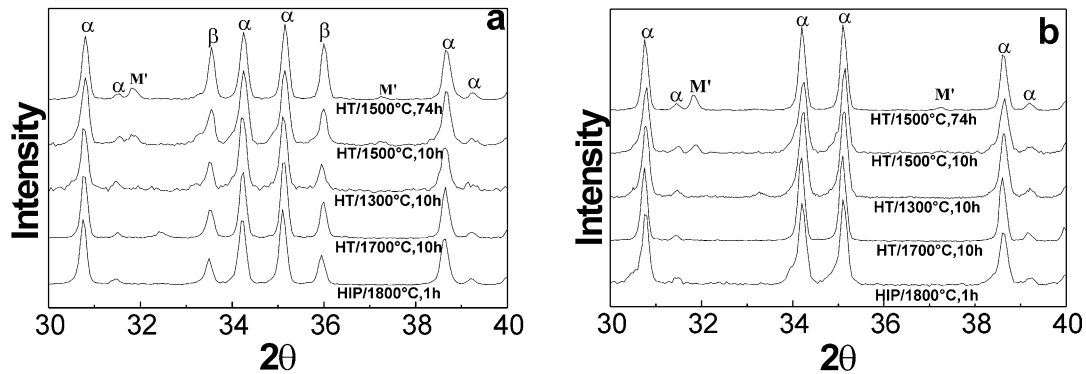 a
α
α
M'
β
α
α
β
M'
α
α
HT/1500°C,74h
HT/1500°C,10h
HT/1300°C,10h
HT/1700°C,10h
HIP/1800°C,1h
Intensity
30 32 34 36 38 40
2θ
b
α
α
M'
α
α
M'
α
α
HT/1500°C,74h
HT/1500°C,10h
HT/1300°C,10h
HT/1700°C,10h
HIP/1800°C,1h
Intensity
30 32 34 36 38 40
2θ